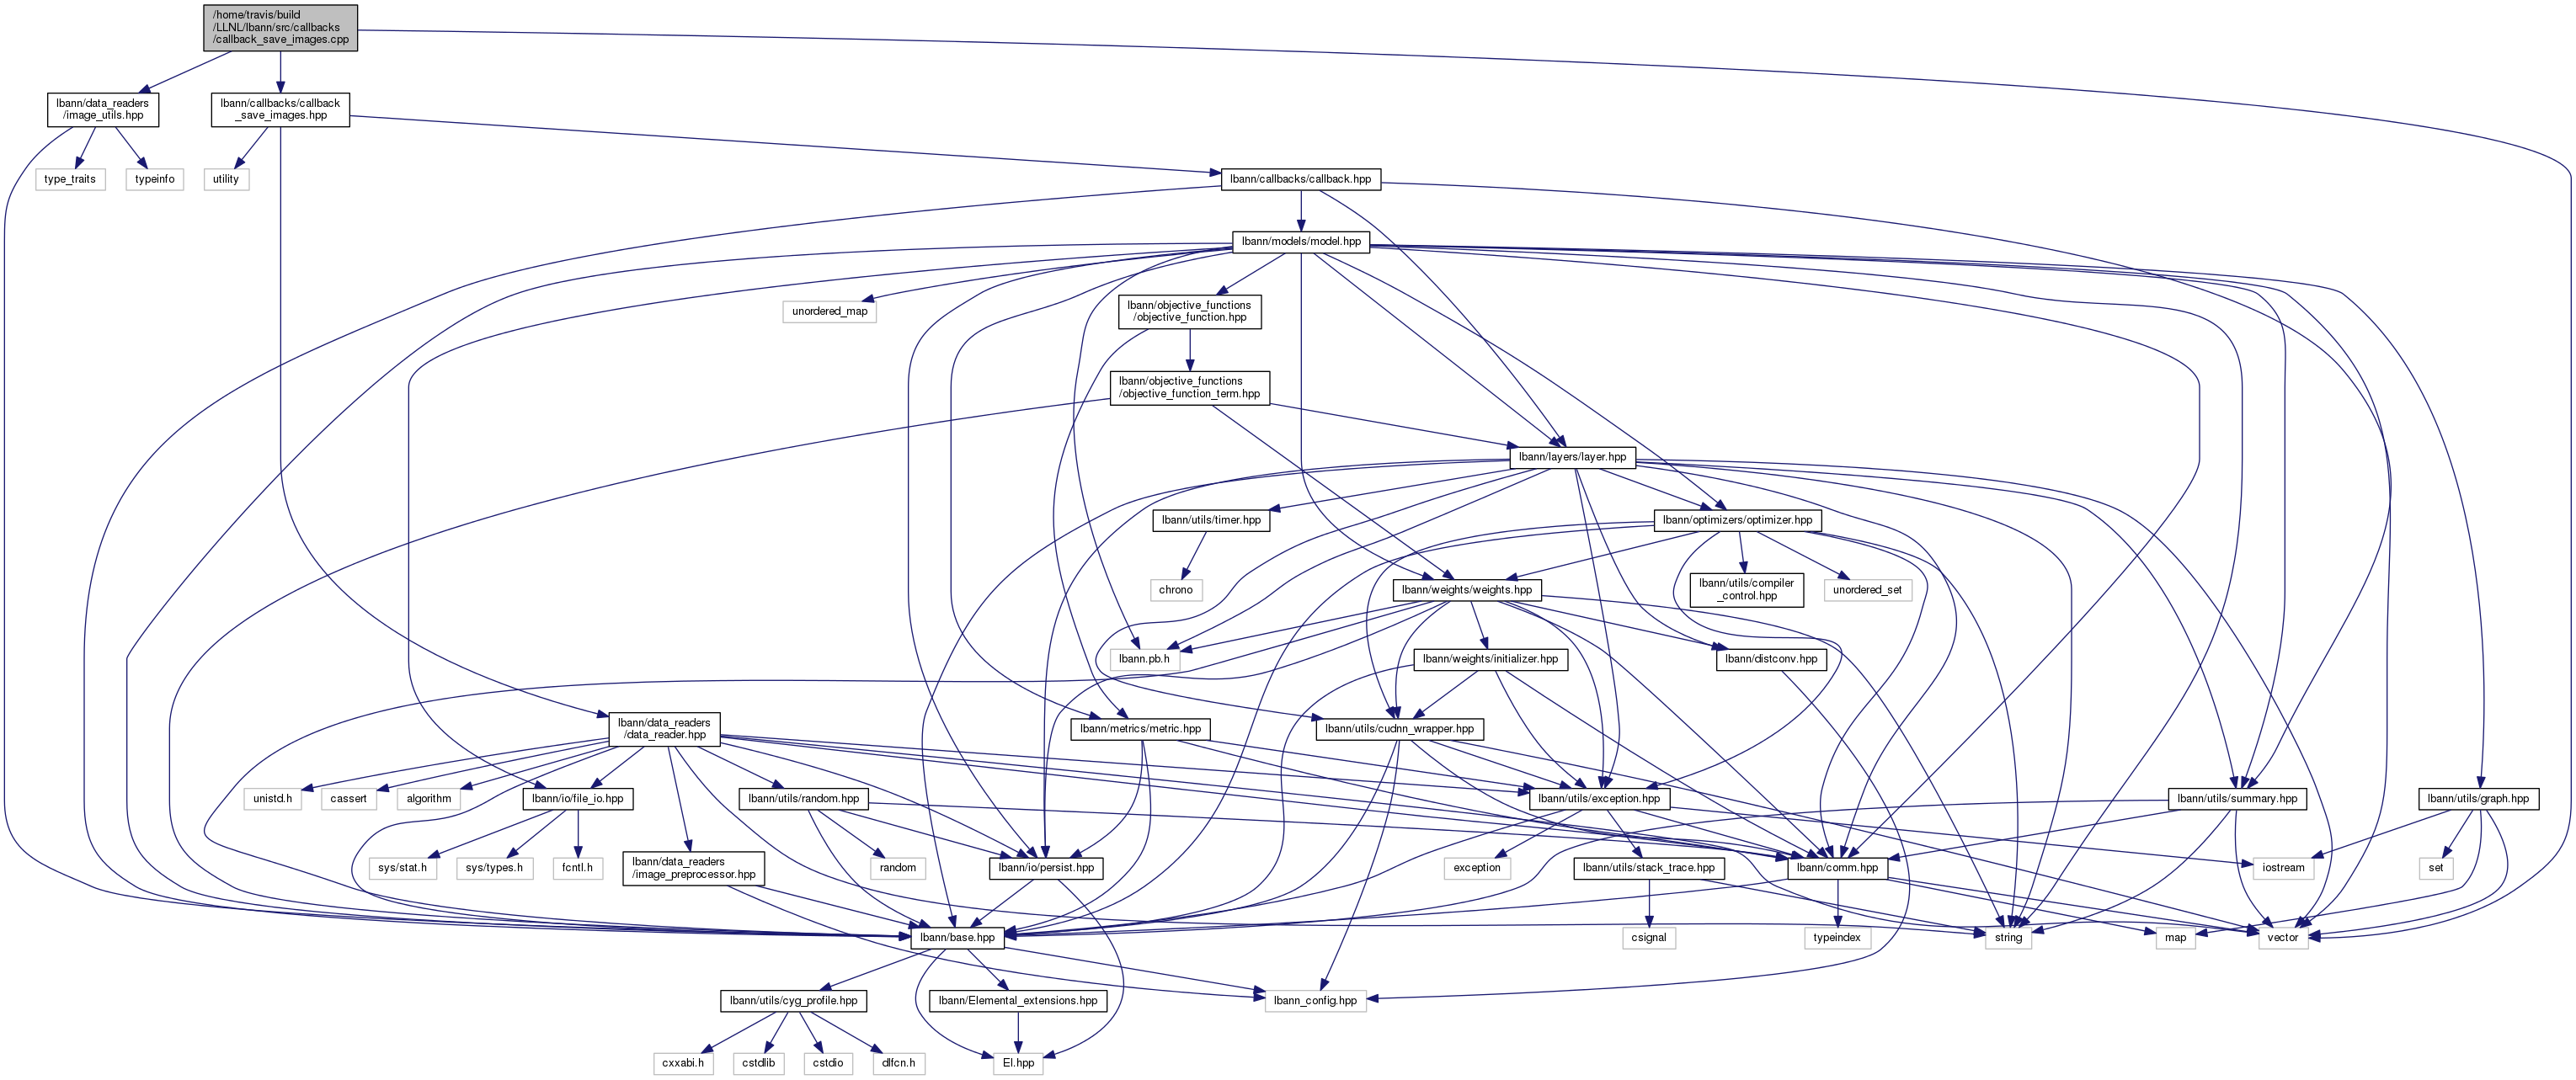 /home/travis/build
/LLNL/lbann/src/callbacks
/callback_save_images.cpp
lbann/data_readers
/image_utils.hpp
lbann/callbacks/callback
_save_images.hpp
type_traits
typeinfo
utility
lbann/callbacks/callback.hpp
lbann/models/model.hpp
unordered_map
lbann/objective_functions
/objective_function.hpp
lbann/objective_functions
/objective_function_term.hpp
lbann/layers/layer.hpp
lbann/utils/timer.hpp
lbann/optimizers/optimizer.hpp
chrono
lbann/weights/weights.hpp
lbann/utils/compiler
_control.hpp
unordered_set
lbann.pb.h
lbann/weights/initializer.hpp
lbann/distconv.hpp
lbann/data_readers
/data_reader.hpp
lbann/metrics/metric.hpp
lbann/utils/cudnn_wrapper.hpp
unistd.h
cassert
algorithm
lbann/io/file_io.hpp
lbann/utils/random.hpp
lbann/utils/exception.hpp
lbann/utils/summary.hpp
lbann/utils/graph.hpp
sys/stat.h
sys/types.h
fcntl.h
lbann/data_readers
/image_preprocessor.hpp
random
lbann/io/persist.hpp
exception
lbann/utils/stack_trace.hpp
lbann/comm.hpp
iostream
set
lbann/base.hpp
csignal
typeindex
string
map
vector
lbann/utils/cyg_profile.hpp
lbann/Elemental_extensions.hpp
lbann_config.hpp
cxxabi.h
cstdlib
cstdio
dlfcn.h
El.hpp